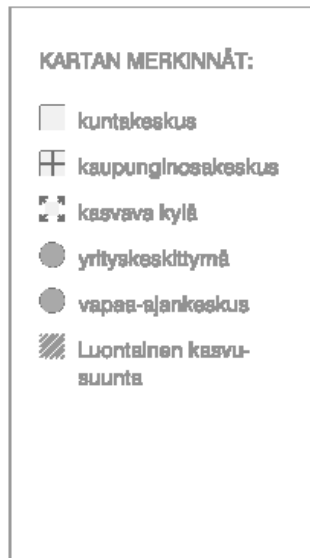 KARTAN MERKINNÄT:
kuntakeskus
kaupunginosakeskus
kasvava kylä
yrityskeskittymä
vapaa-ajankeskus
Luontainen kasvu-
suunta